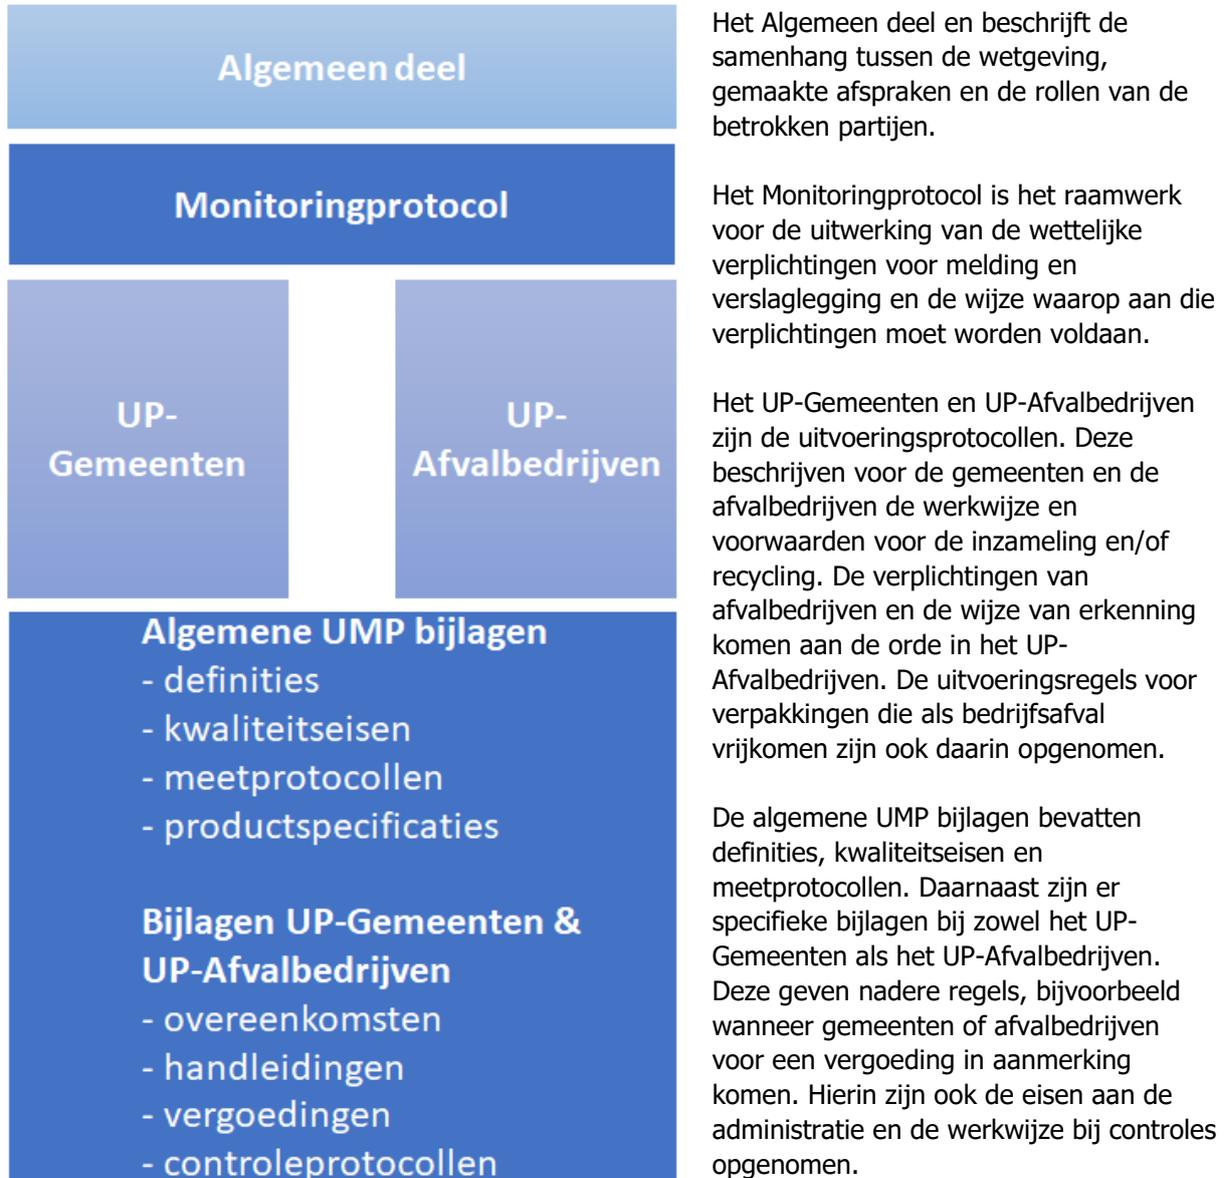 Algemeen deel
Monitoringprotocol
UP-
Gemeenten
UP-
Afvalbedrijven
Algemene UMP bijlagen
- definities
- kwaliteitseisen
- meetprotocollen
- productspecificaties
Bijlagen UP-Gemeenten &
UP-Afvalbedrijven
- overeenkomsten
- handleidingen
- vergoedingen
- controleprotocollen
Het Algemeen deel en beschrijft de
samenhang tussen de wetgeving,
gemaakte afspraken en de rollen van de
betrokken partijen.
Het Monitoringprotocol is het raamwerk
voor de uitwerking van de wettelijke
verplichtingen voor melding en
verslaglegging en de wijze waarop aan die
verplichtingen moet worden voldaan.
Het UP-Gemeenten en UP-Afvalbedrijven
zijn de uitvoeringsprotocollen. Deze
beschrijven voor de gemeenten en de
afvalbedrijven de werkwijze en
voorwaarden voor de inzameling en/of
recycling. De verplichtingen van
afvalbedrijven en de wijze van erkenning
komen aan de orde in het UP-
Afvalbedrijven. De uitvoeringsregels voor
verpakkingen die als bedrijfsafval
vrijkomen zijn ook daarin opgenomen.
De algemene UMP bijlagen bevatten
definities, kwaliteitseisen en
meetprotocollen. Daarnaast zijn er
specifieke bijlagen bij zowel het UP-
Gemeenten als het UP-Afvalbedrijven.
Deze geven nadere regels, bijvoorbeeld
wanneer gemeenten of afvalbedrijven
voor een vergoeding in aanmerking
komen. Hierin zijn ook de eisen aan de
administratie en de werkwijze bij controles
opgenomen.